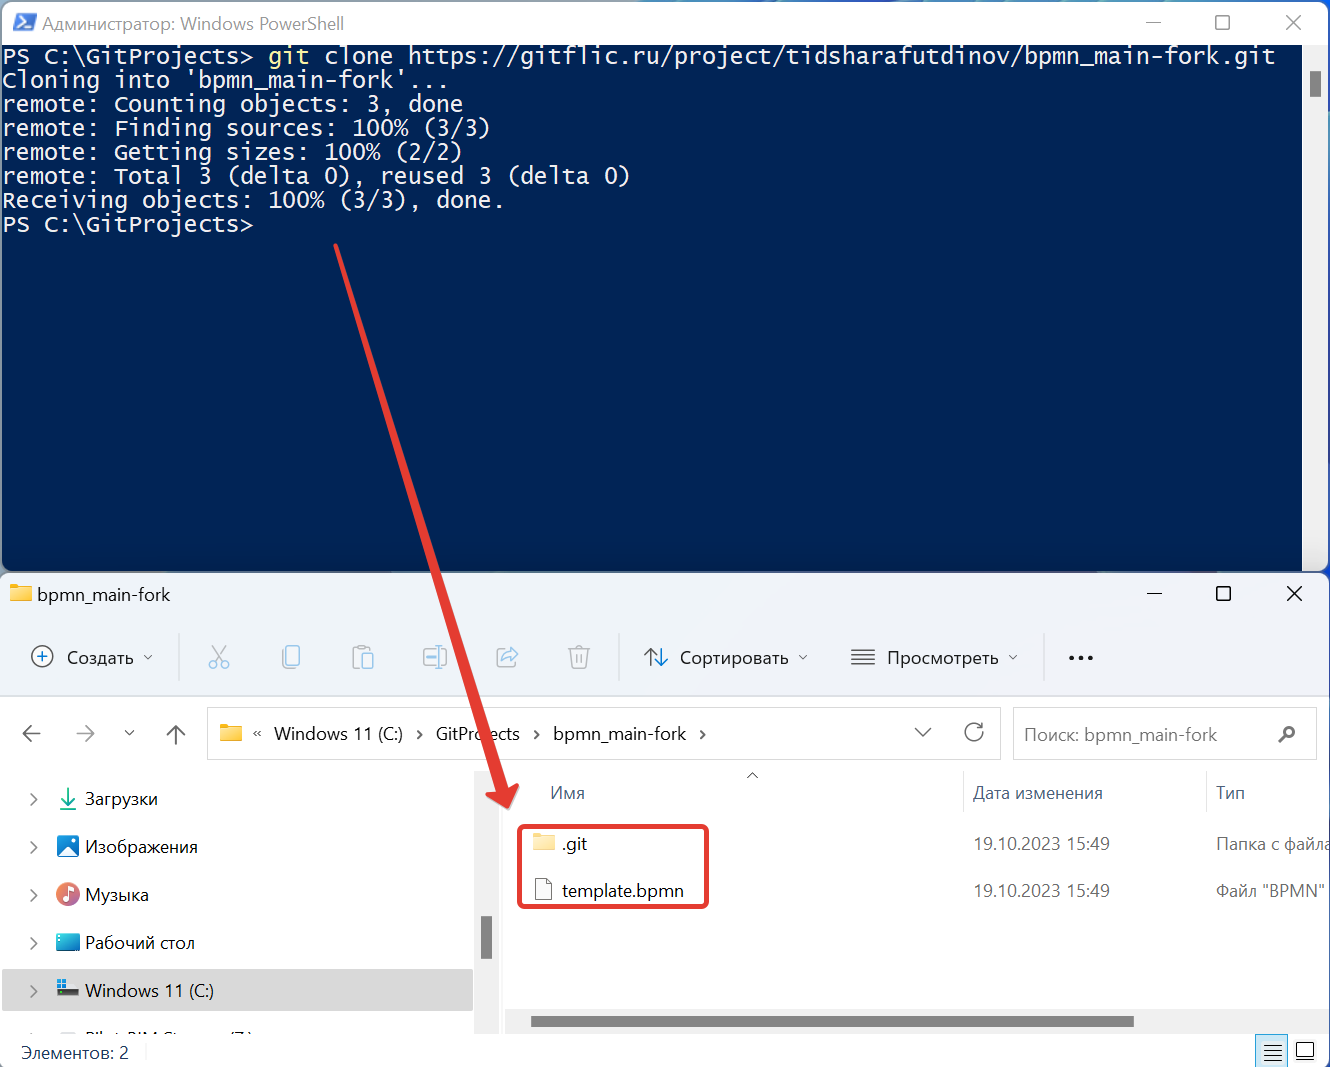 Администратор: Windows PowerShell
PS C:\GitProjects> git clone https://gitflic.ru/project/tidsharafutdinov/bpmn_main-fork.git
Cloning into 'bpmn_main-fork'...
remote: Counting objects: 3, done
remote: Finding sources: 100% (3/3)
remote: Getting sizes: 100% (2/2)
remote: Total 3 (delta 0), reused 3 (delta 0)
Receiving objects: 100% (3/3), done.
PS C:\GitProjects>
bpmn_main-fork
Создать Сортировать Просмотреть
« Windows 11 (C:) › GitProjects › bpmn_main-fork › Поиск: bpmn_main-fork
Имя Дата изменения Тип
Загрузки
.git 19.10.2023 15:49 Папка с файла
Изображения
template.bpmn 19.10.2023 15:49 Файл "BPMN"
Музыка
Рабочий стол
Windows 11 (C:)
Элементов: 2